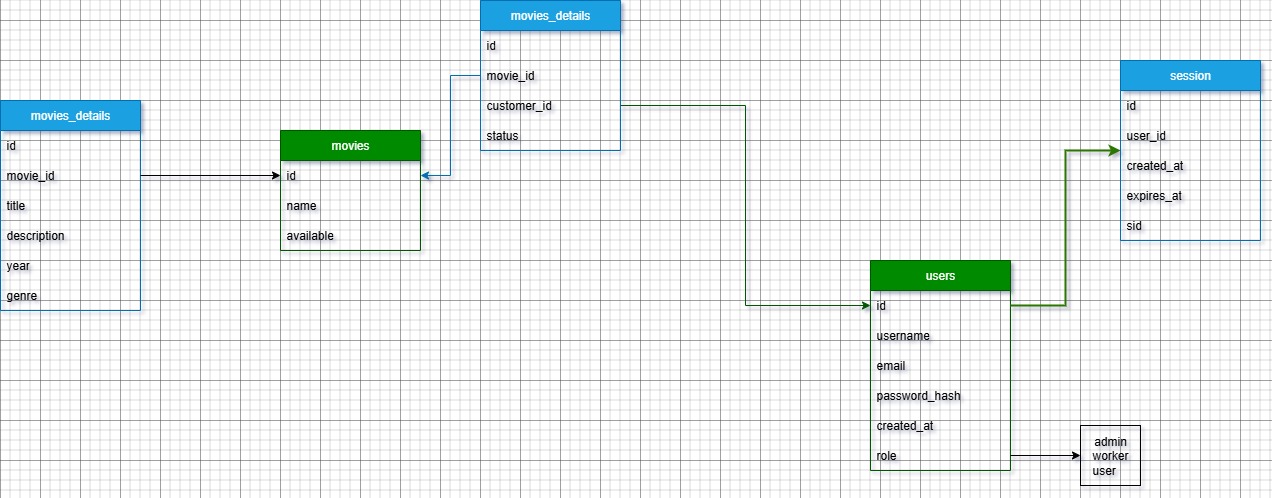 movies_details
id
movie_id
customer_id
status
session
id
user_id
created_at
expires_at
sid
movies_details
id
movie_id
title
description
year
genre
movies
id
name
available
users
id
username
email
password_hash
created_at
role
admin
worker
user